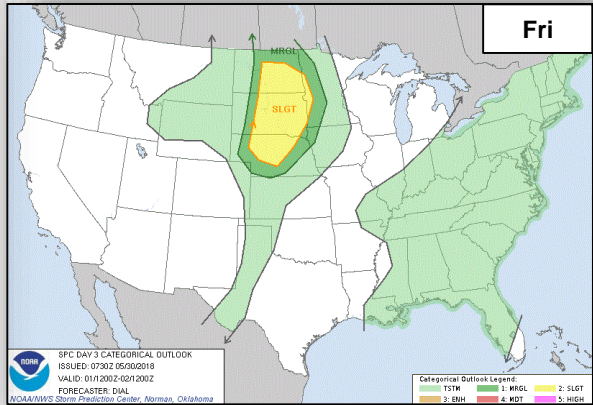 Fri
MRGL
SLGT
SPC DAY 3 CATEGORICAL OUTLOOK
ISSUED: 0730Z 05/30/2018
VALID: 01/1200Z-02/1200Z
FORECASTER: DIAL
NOAA/NWS Storm Prediction Center, Norman, Oklahoma
NOAA
Categorical Outlook Legend:
TSTM 1: MRGL 2: SLGT
3: ENH 4: MDT 5: HIGH